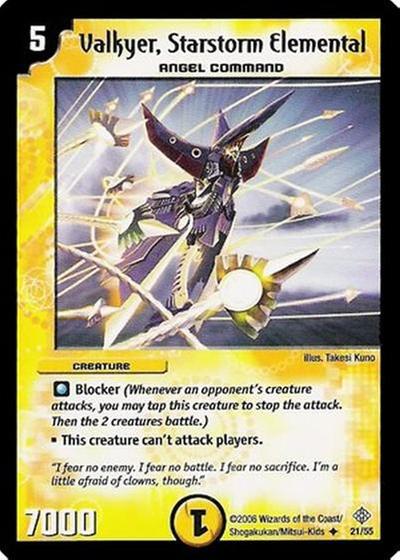 5 Valkyer, Starstorm Elemental
ANGEL COMMAND
illus. Takesi Kuno
CREATURE
Blocker (Whenever an opponent's creature
attacks, you may tap this creature to stop the attack.
Then the 2 creatures battle.)
▪ This creature can't attack players.
"I fear no enemy. I fear no battle. I fear no sacrifice. I'm a
little afraid of clowns, though."
7000
1
©2006 Wizards of the Coast/
Shogakukan/Mitsui-Kids ✦ 21/55